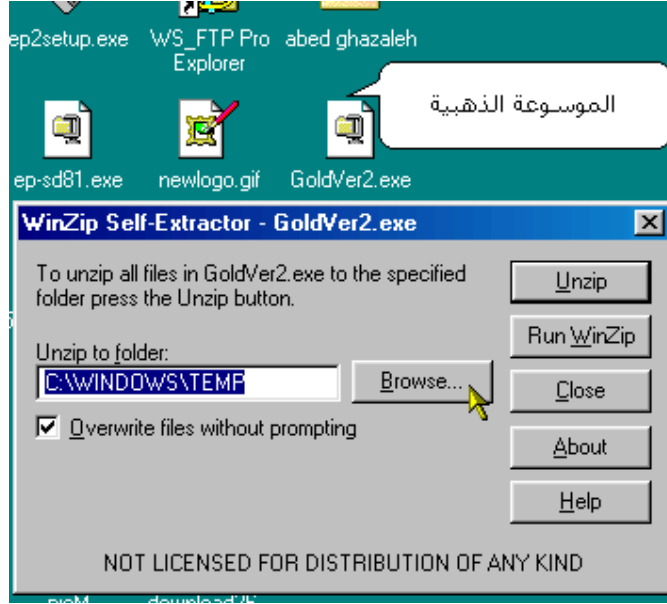 ep2setup.exe WS_FTP Pro Explorer abed ghazaleh
الموسوعة الذهبية
ep-sd81.exe newlogo.gif GoldVer2.exe
WinZip Self-Extractor - GoldVer2.exe
To unzip all files in GoldVer2.exe to the specified
folder press the Unzip button.
Unzip
Run WinZip
Unzip to folder:
C:\WINDOWS\TEMP
Browse...
Close
Overwrite files without prompting
About
Help
NOT LICENSED FOR DISTRIBUTION OF ANY KIND